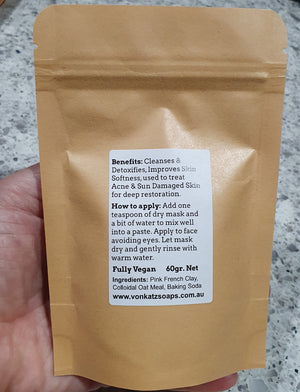 Benefits: Cleanses &
Detoxifies, Improves Skin
Softness, used to treat
Acne & Sun Damaged Skin
for deep restoration.
How to apply: Add one
teaspoon of dry mask and
a bit of water to mix well
into a paste. Apply to face
avoiding eyes. Let mask
dry and gently rinse with
warm water.
Fully Vegan 60gr. Net
Ingredients: Pink French Clay,
Colloidal Oat Meal, Baking Soda
www.vonkatzsoaps.com.au